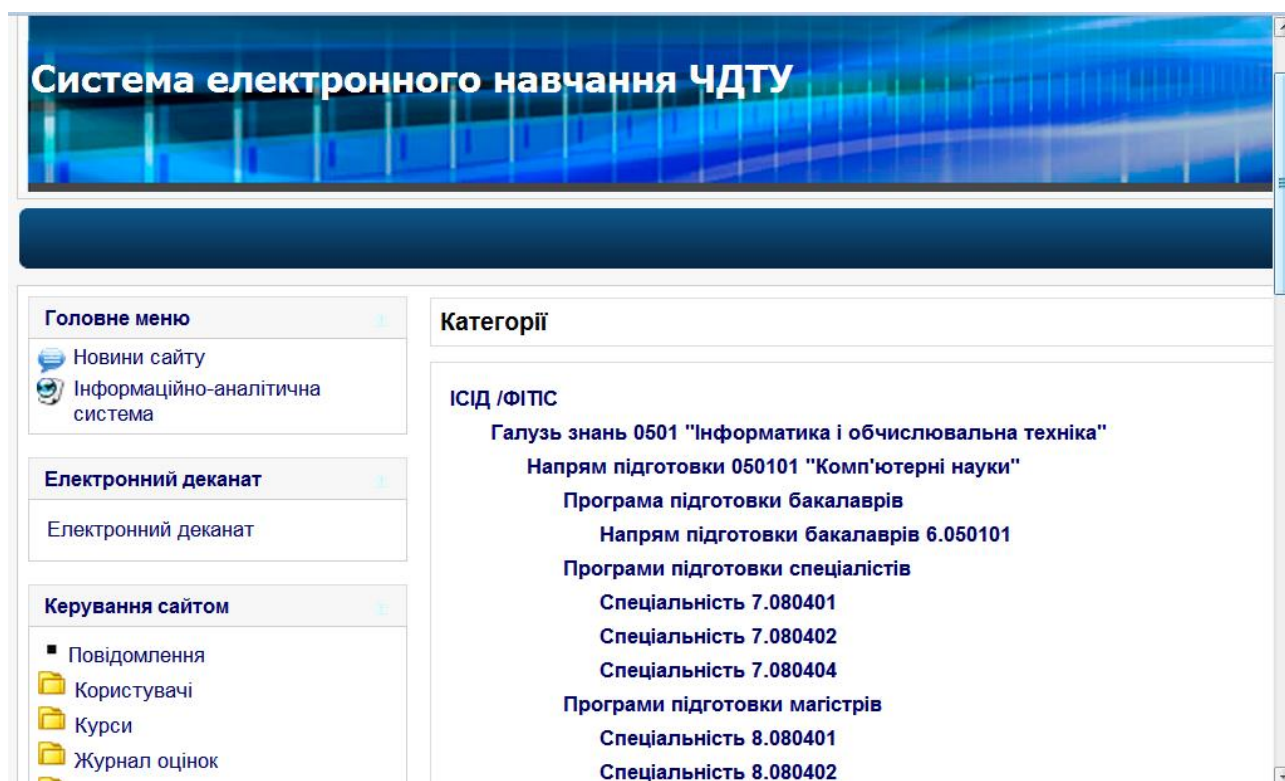 Система електронного навчання ЧДТУ
Головне меню
Новини сайту
Інформаційно-аналітична
система
Електронний деканат
Електронний деканат
Керування сайтом
Повідомлення
Користувачі
Курси
Журнал оцінок
Категорії
ІСІД /ФІТІС
Галузь знань 0501 "Інформатика і обчислювальна техніка"
Напрям підготовки 050101 "Комп'ютерні науки"
Програма підготовки бакалаврів
Напрям підготовки бакалаврів 6.050101
Програми підготовки спеціалістів
Спеціальність 7.080401
Спеціальність 7.080402
Спеціальність 7.080404
Програми підготовки магістрів
Спеціальність 8.080401
Спеціальність 8.080402